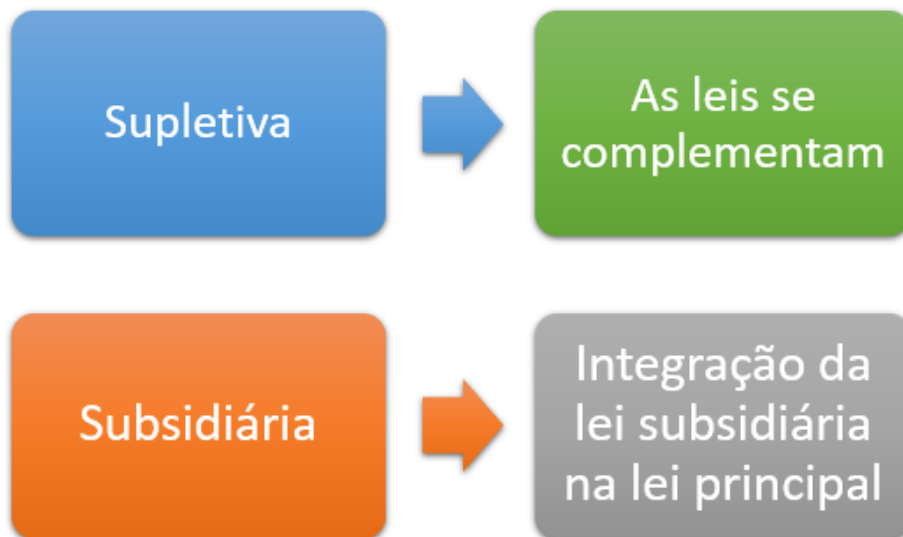 Supletiva
As leis se
complementam
Subsidiária
Integração da
lei subsidiária
na lei principal